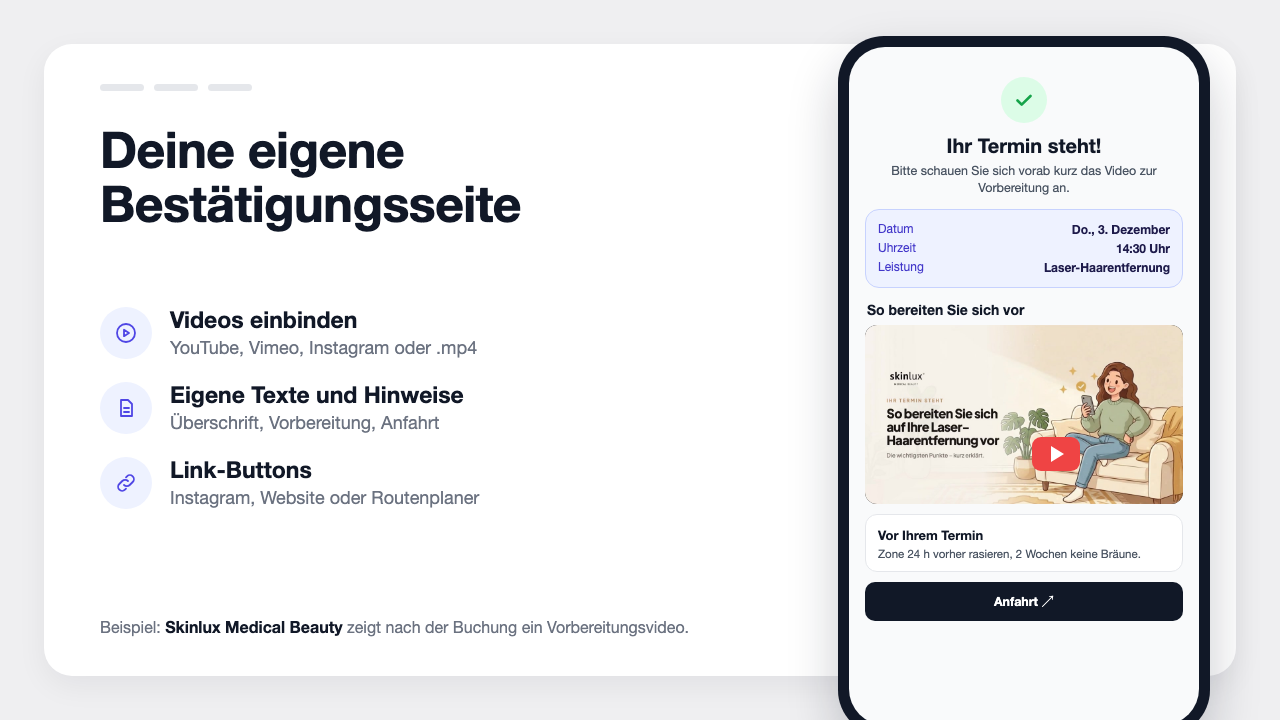 Deine eigene
Bestätigungsseite
Videos einbinden
YouTube, Vimeo, Instagram oder .mp4
Eigene Texte und Hinweise
Überschrift, Vorbereitung, Anfahrt
Link-Buttons
Instagram, Website oder Routenplaner
Beispiel: Skinlux Medical Beauty zeigt nach der Buchung ein Vorbereitungsvideo.
Ihr Termin steht!
Bitte schauen Sie sich vorab kurz das Video zur
Vorbereitung an.
Datum Do., 3. Dezember
Uhrzeit 14:30 Uhr
Leistung Laser-Haarentfernung
So bereiten Sie sich vor
skinlux
IHR TERMIN STEHT
So bereiten Sie sich
auf Ihre Laser–
Haarentfernung vor
Die wichtigsten Punkte – kurz erklärt.
Vor Ihrem Termin
Zone 24 h vorher rasieren, 2 Wochen keine Bräune.
Anfahrt ↗